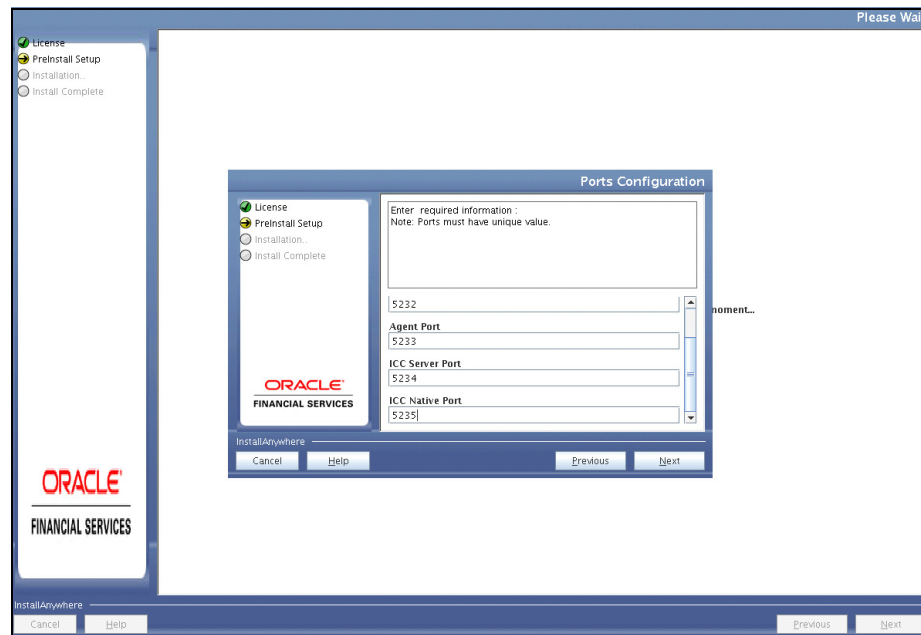 Please Wai
License
PreInstall Setup
Installation..
Install Complete
Ports Configuration
License
PreInstall Setup
Installation..
Install Complete
Enter required information :
Note: Ports must have unique value.
5232
Agent Port
5233
ICC Server Port
5234
ICC Native Port
5235
noment...
ORACLE
FINANCIAL SERVICES
InstallAnywhere
Cancel
Help
Previous
Next
ORACLE
FINANCIAL SERVICES
InstallAnywhere
Cancel
Help
Previous
Next